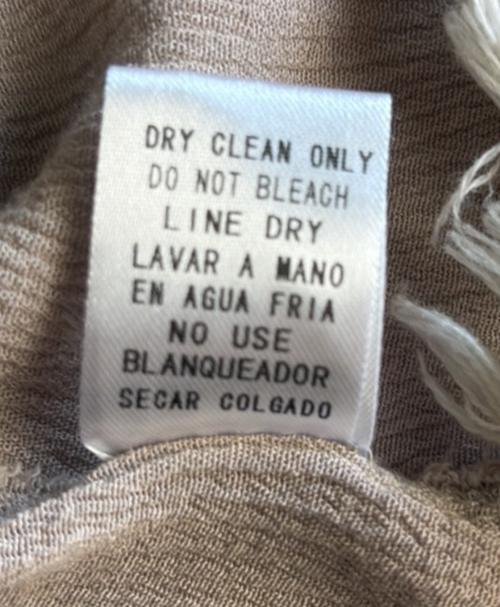 DRY CLEAN ONLY
DO NOT BLEACH
LINE DRY
LAVAR A MANO
EN AGUA FRIA
NO USE
BLANQUEADOR
SECAR COLGADO